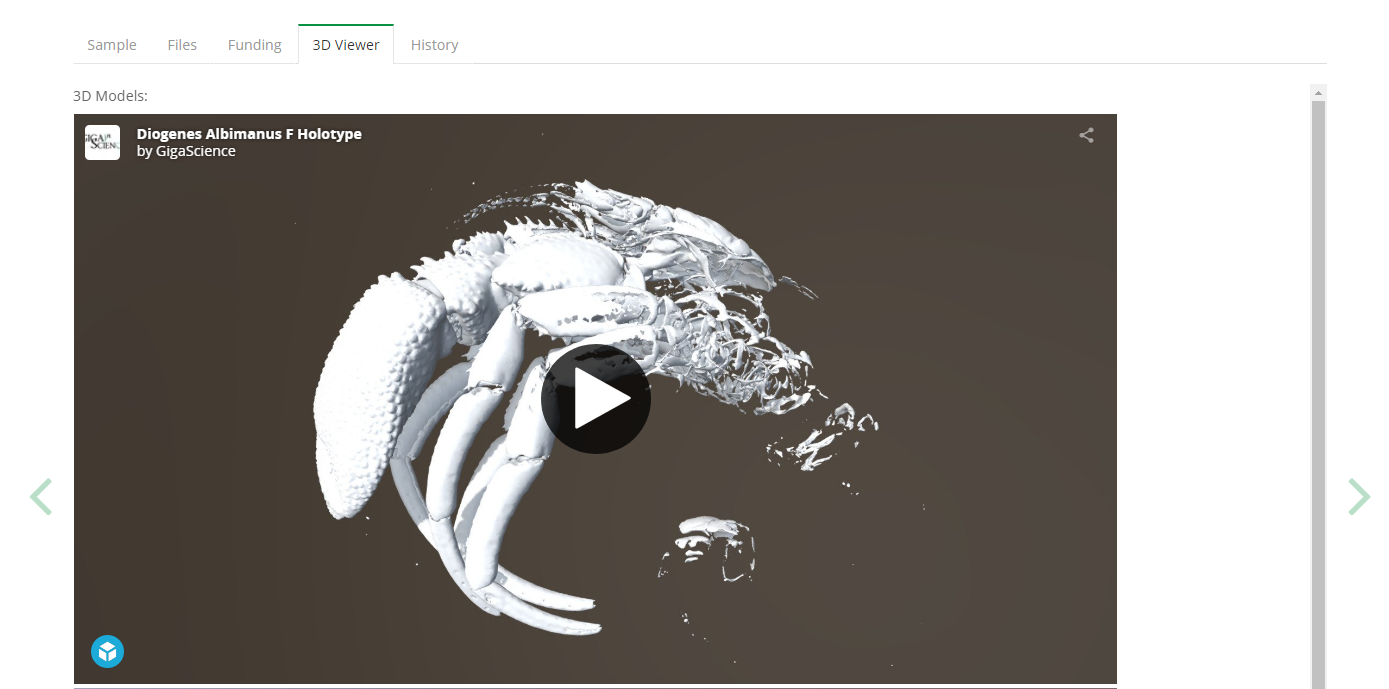 Sample Files Funding 3D Viewer History
3D Models:
Diogenes Albimanus F Holotype
by GigaScience